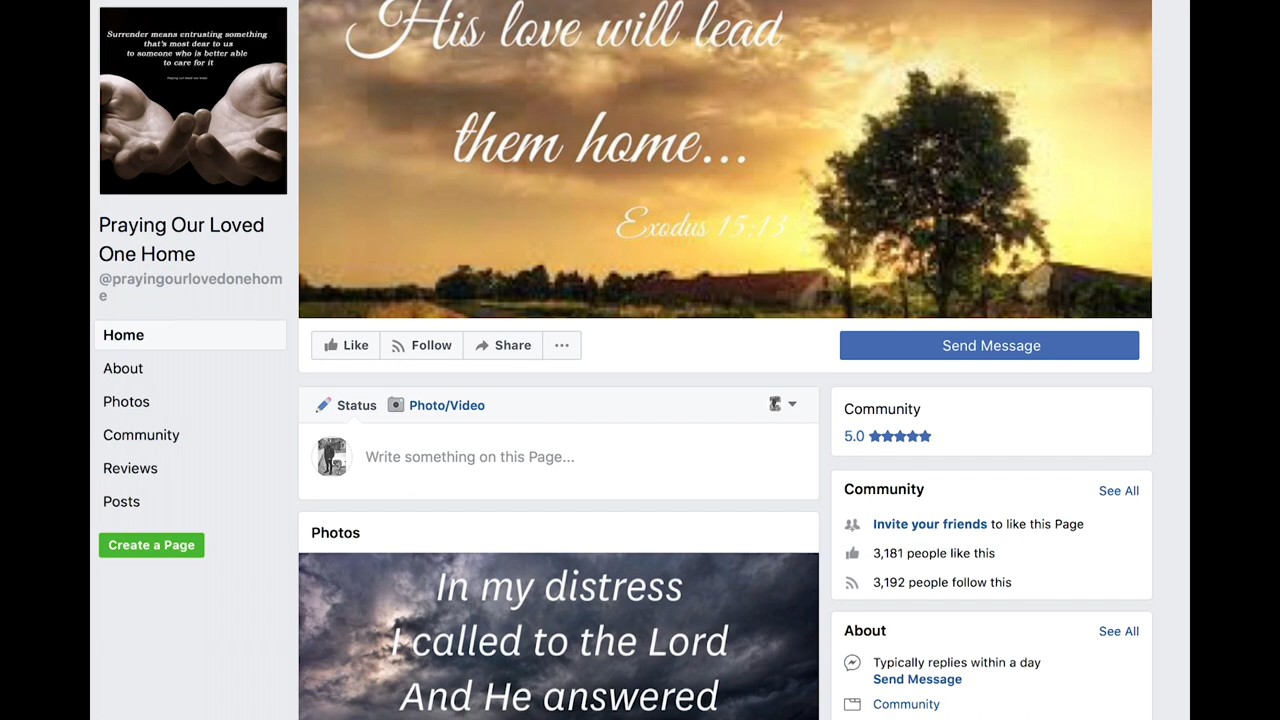 Surrender means entrusting something
that's most dear to us
to someone who is better able
to care for it
Praying Our Loved
One Home
@prayingourlovedonehom
e
Home
About
Photos
Community
Reviews
Posts
Create a Page
His love will lead
them home...
Exodus 15:13
Like
Follow
Share
...
Send Message
Status
Photo/Video
Write something on this Page...
Photos
In my distress
I called to the Lord
And He answered
Community
5.0
Community
See All
Invite your friends to like this Page
3,181 people like this
3,192 people follow this
About
See All
Typically replies within a day
Send Message
Community